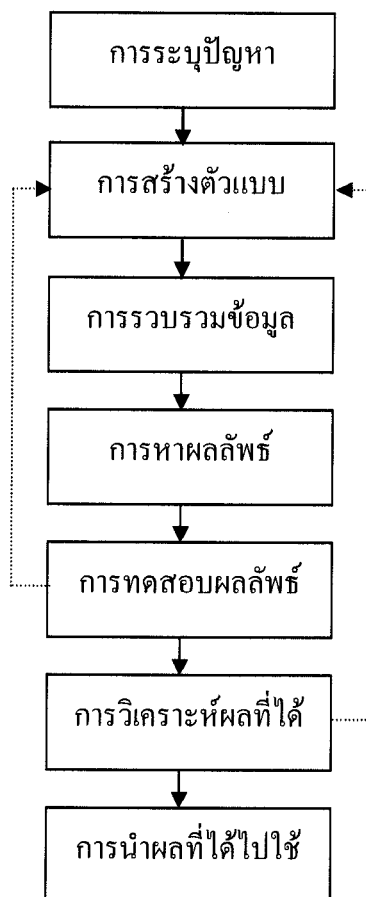 การระบุปัญหา
การสร้างตัวแบบ
การรวบรวมข้อมูล
การหาผลลัพธ์
การทดสอบผลลัพธ์
การวิเคราะห์ผลที่ได้
การนำผลที่ได้ไปใช้